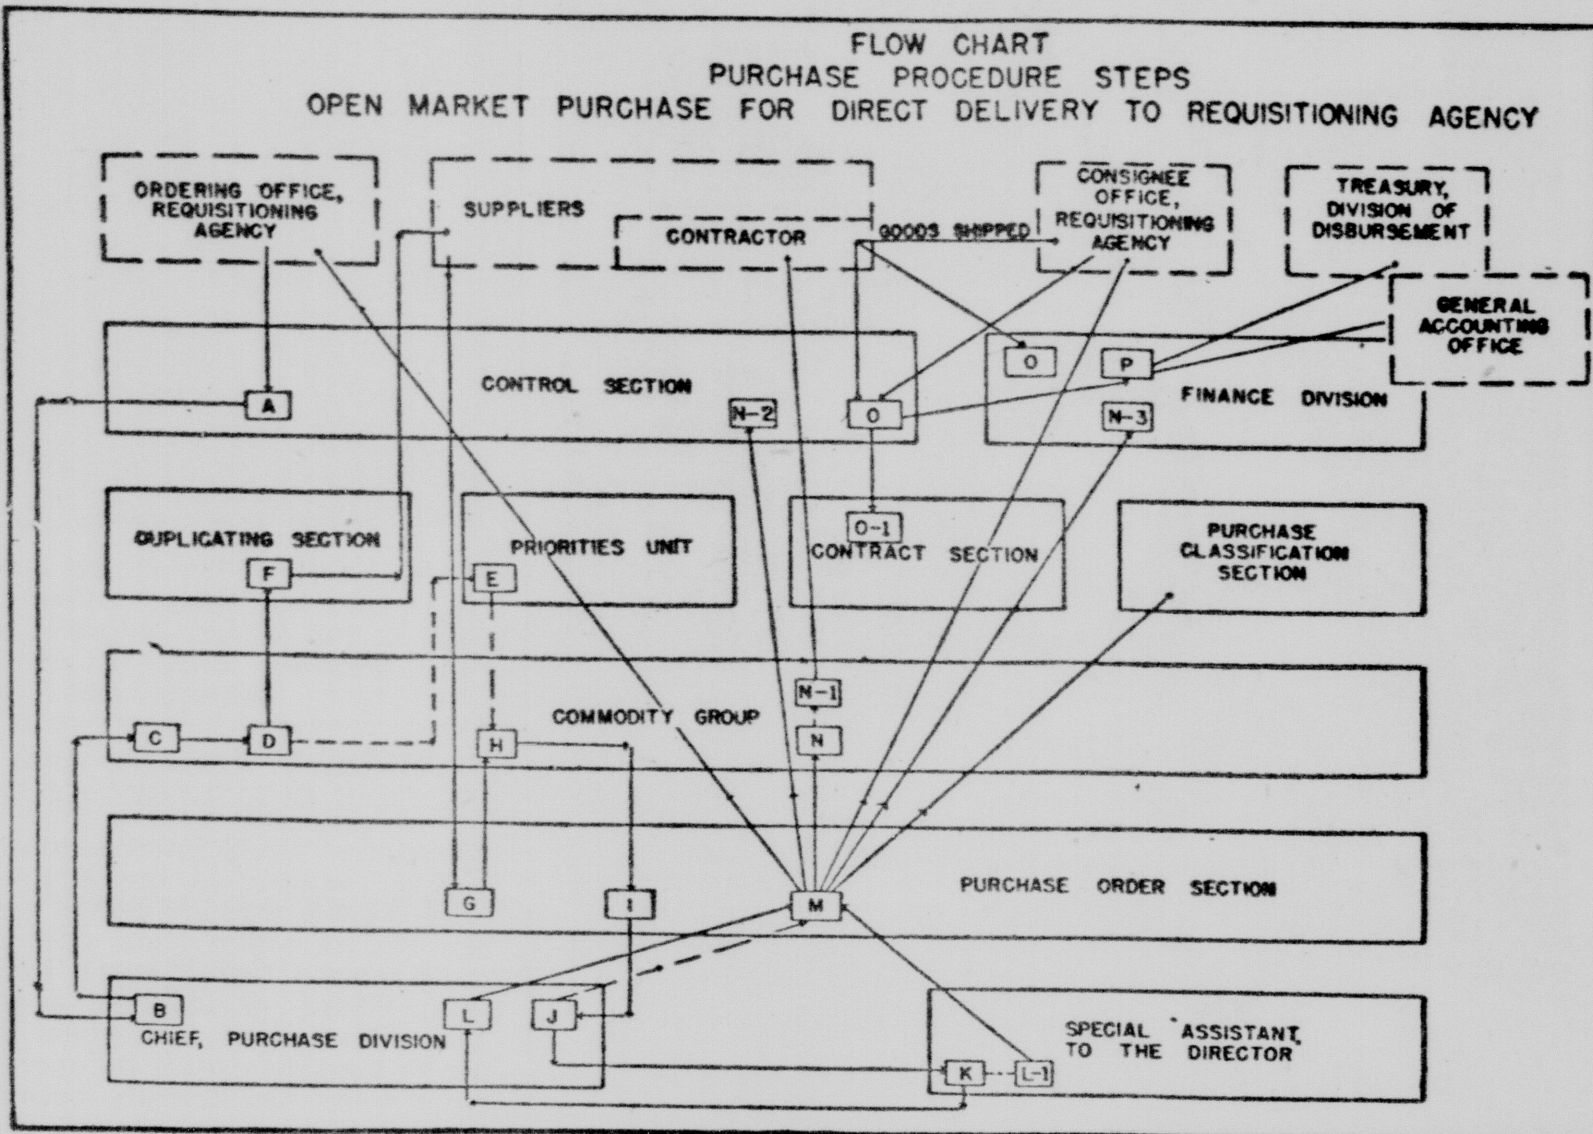 FLOW CHART
PURCHASE PROCEDURE STEPS
OPEN MARKET PURCHASE FOR DIRECT DELIVERY TO REQUISITIONING AGENCY
ORDERING OFFICE,
REQUISITIONING
AGENCY
SUPPLIERS
CONTRACTOR
GOODS SHIPPED
CONSIGNEE
OFFICE,
REQUISITIONING
AGENCY
TREASURY,
DIVISION OF
DISBURSEMENT
GENERAL
ACCOUNTING
OFFICE
CONTROL SECTION
A
N-2
O
O
P
N-3
FINANCE DIVISION
DUPLICATING SECTION
F
PRIORITIES UNIT
E
O-1
CONTRACT SECTION
PURCHASE
CLASSIFICATION
SECTION
C
D
H
COMMODITY GROUP
N-1
N
G
I
M
PURCHASE ORDER SECTION
B
L
J
CHIEF, PURCHASE DIVISION
SPECIAL ASSISTANT,
TO THE DIRECTOR
K
L-1